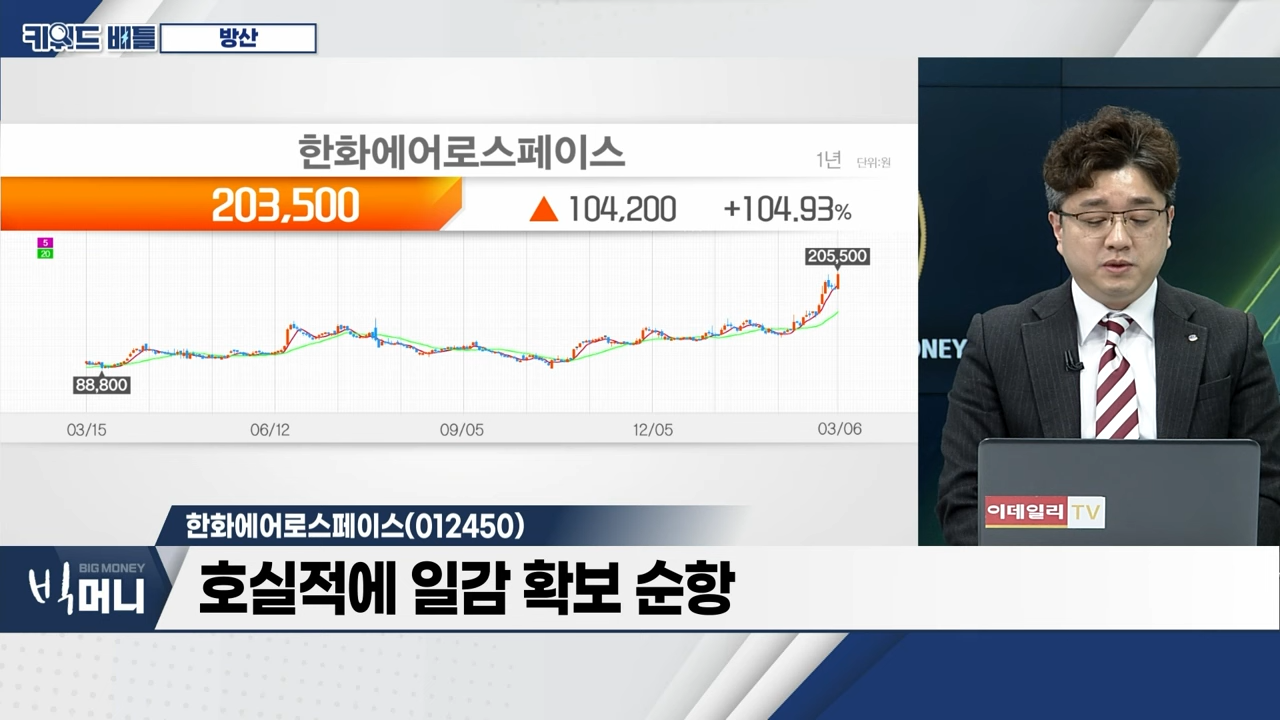 키워드 배틀
방산
한화에어로스페이스
1년 단위:원
203,500
▲ 104,200 +104.93%
5
20
205,500
88,800
03/15 06/12 09/05 12/05 03/06
ONEY
이데일리 TV
한화에어로스페이스(012450)
BIG MONEY
빅머니
호실적에 일감 확보 순항